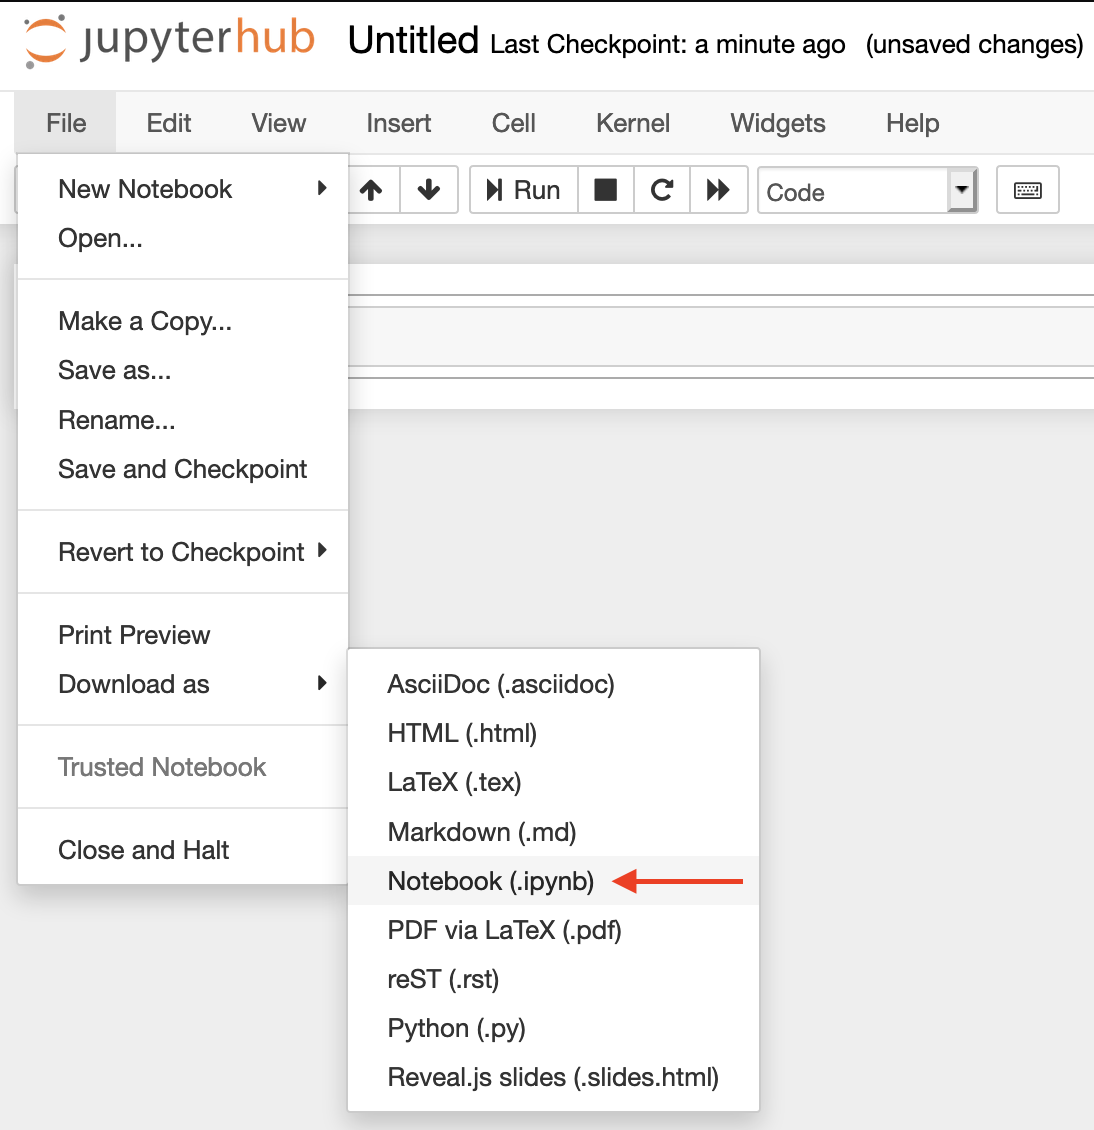 jupyterhub Untitled Last Checkpoint: a minute ago (unsaved changes)
File Edit View Insert Cell Kernel Widgets Help
Run Code
New Notebook
Open...
Make a Copy...
Save as...
Rename...
Save and Checkpoint
Revert to Checkpoint
Print Preview
Download as
Trusted Notebook
Close and Halt
AsciiDoc (.asciidoc)
HTML (.html)
LaTeX (.tex)
Markdown (.md)
Notebook (.ipynb)
PDF via LaTeX (.pdf)
reST (.rst)
Python (.py)
Reveal.js slides (.slides.html)